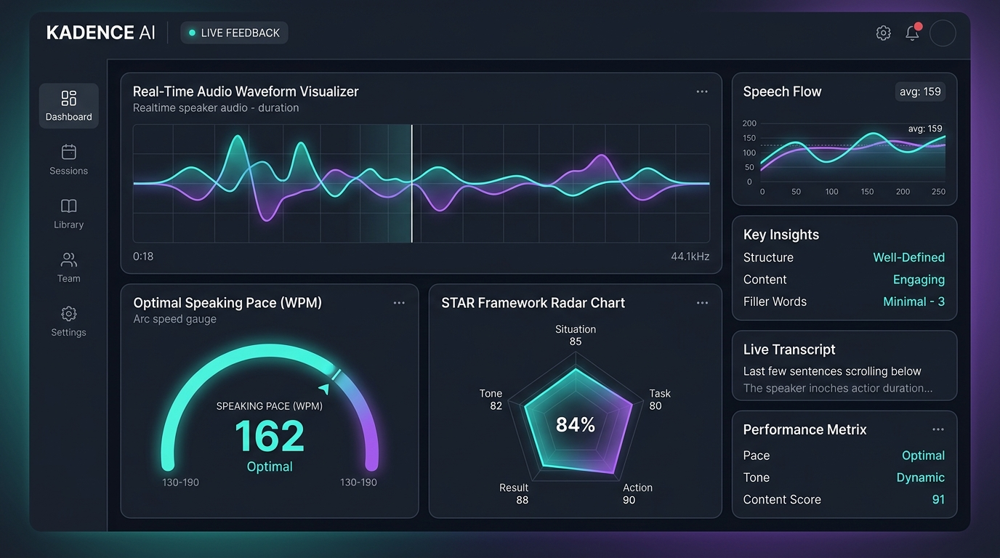 KADENCE AI
LIVE FEEDBACK
Dashboard
Sessions
Library
Team
Settings
Real-Time Audio Waveform Visualizer
Realtime speaker audio - duration
0:18
44.1kHz
Optimal Speaking Pace (WPM)
Arc speed gauge
SPEAKING PACE (WPM)
162
Optimal
130-190
130-190
STAR Framework Radar Chart
Situation
85
Task
80
Action
90
Result
88
Tone
82
84%
Speech Flow
avg: 159
avg: 159
200
150
100
50
0
0 50 100 150 200 250
Key Insights
Structure Well-Defined
Content Engaging
Filler Words Minimal - 3
Live Transcript
Last few sentences scrolling below
The speaker inoches actior duration...
Performance Metrix
Pace Optimal
Tone Dynamic
Content Score 91